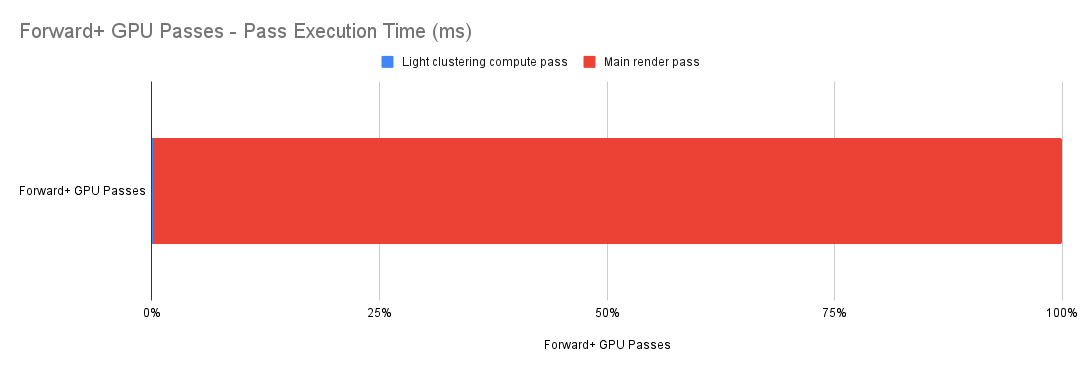 Forward+ GPU Passes - Pass Execution Time (ms)
Light clustering compute pass
Main render pass
Forward+ GPU Passes
0%
25%
50%
75%
100%
Forward+ GPU Passes